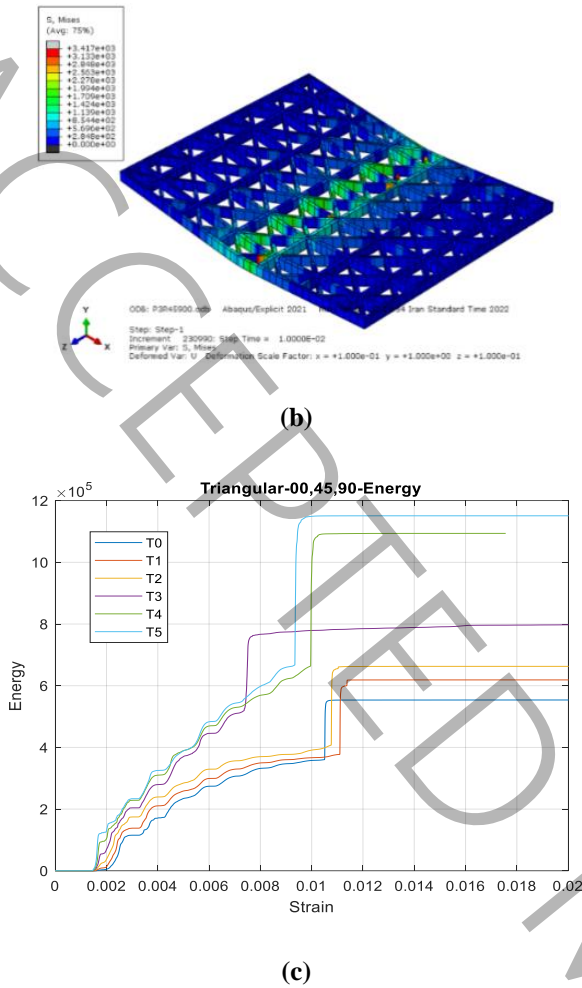 S, Mises
(Avg: 75%)
+3.417e+03
+3.133e+03
+2.848e+03
+2.563e+03
+2.278e+03
+1.994e+03
+1.709e+03
+1.424e+03
+1.139e+03
+8.544e+02
+5.696e+02
+2.848e+02
+0.000e+00
ODB: P3R45900.odb Abaqus/Explicit 2021 Iran Standard Time 2022
Step: Step-1
Increment 230990: Step Time = 1.0000E-02
Primary Var: S, Mises
Deformed Var: U Deformation Scale Factor: x = +1.000e-01 y = +1.000e+00 z = +1.000e-01
Y
Z X
(b)
Triangular-00,45,90-Energy
×10⁵
12
10
8
6
4
2
0
Energy
T0
T1
T2
T3
T4
T5
0 0.002 0.004 0.006 0.008 0.01 0.012 0.014 0.016 0.018 0.02
Strain
(c)
ACCEPTED M